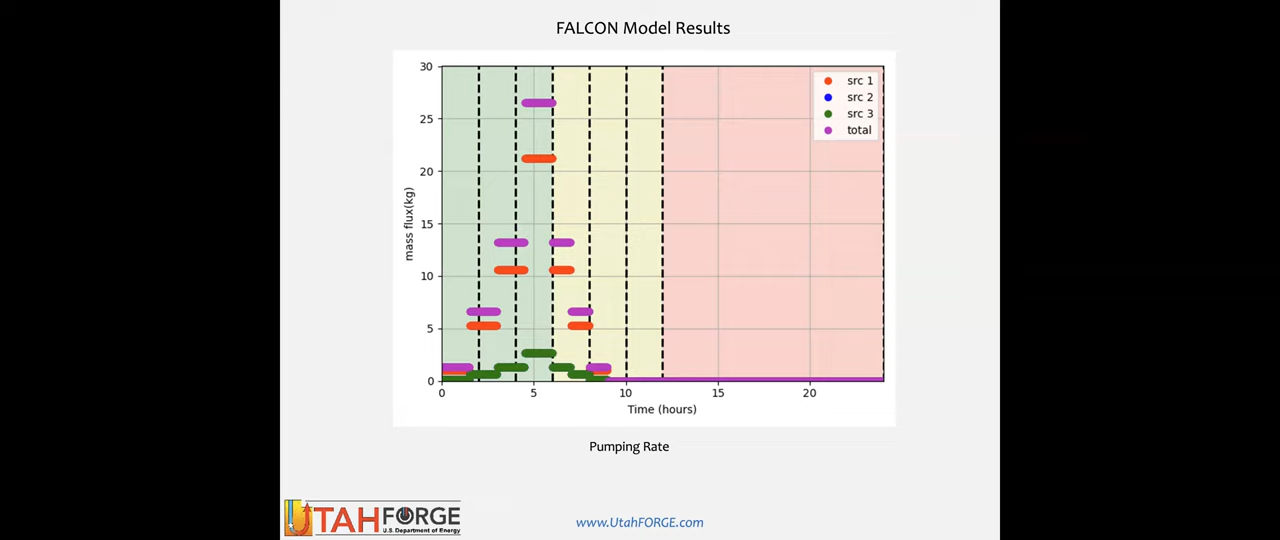 FALCON Model Results
30
25
20
15
10
5
0
mass flux(kg)
src 1
src 2
src 3
total
0 5 10 15 20
Time (hours)
Pumping Rate
UTAH FORGE
U.S. Department of Energy
www.UtahFORGE.com